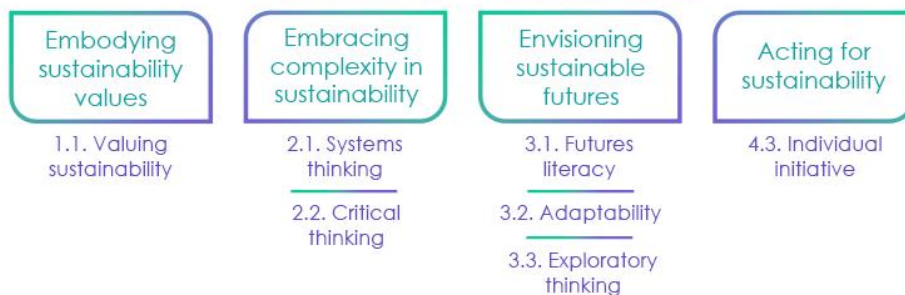 Embodying
sustainability
values
1.1. Valuing
sustainability
Embracing
complexity in
sustainability
2.1. Systems
thinking
2.2. Critical
thinking
Envisioning
sustainable
futures
3.1. Futures
literacy
3.2. Adaptability
3.3. Exploratory
thinking
Acting for
sustainability
4.3. Individual
initiative